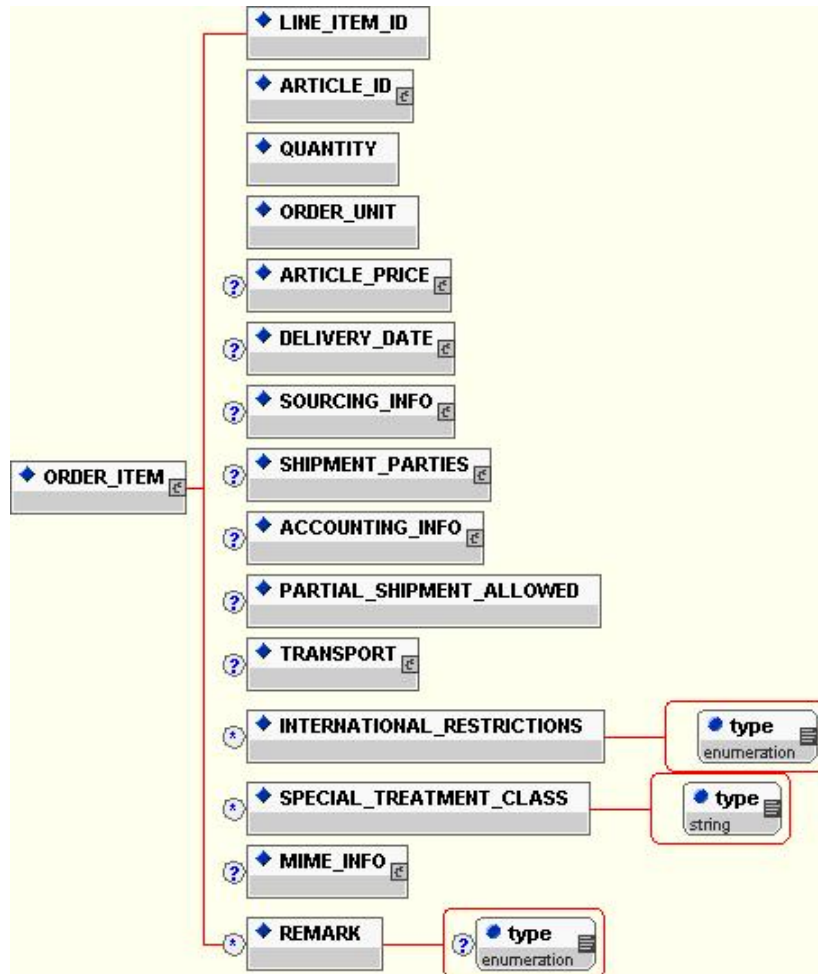 LINE_ITEM_ID
ARTICLE_ID
QUANTITY
ORDER_UNIT
? ARTICLE_PRICE
? DELIVERY_DATE
? SOURCING_INFO
ORDER_ITEM
? SHIPMENT_PARTIES
? ACCOUNTING_INFO
? PARTIAL_SHIPMENT_ALLOWED
? TRANSPORT
* INTERNATIONAL_RESTRICTIONS
type
enumeration
* SPECIAL_TREATMENT_CLASS
type
string
? MIME_INFO
* REMARK
? type
enumeration